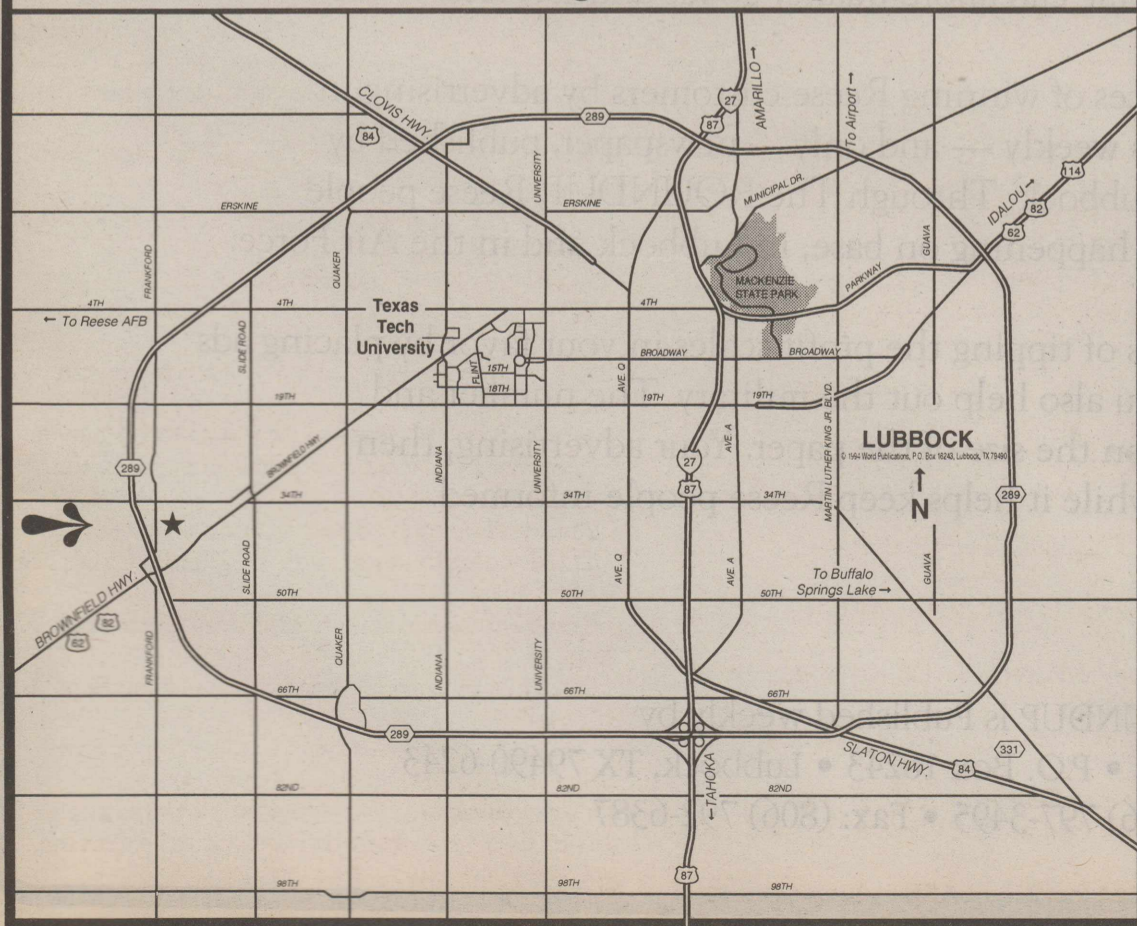 CLOVIS HWY.
84
289
27
87
AMARILLO →
To Airport →
114
IDALOU →
82
62
UNIVERSITY
MUNICIPAL DR.
ERSKINE
ERSKINE
GUAVA
FRANKFORD
QUAKER
MACKENZIE
STATE PARK
PARKWAY
4TH
4TH
4TH
← To Reese AFB
Texas
Tech
University
SLIDE ROAD
FLINT
15TH
18TH
BROADWAY
BROADWAY
AVE. Q
19TH
19TH
19TH
MARTIN LUTHER KING JR. BLVD.
AVE. A
LUBBOCK
© 1994 Word Publications, P.O. Box 16243, Lubbock, TX 79490
N
BROWNFIELD HWY.
289
INDIANA
UNIVERSITY
27
87
289
34TH
34TH
34TH
SLIDE ROAD
AVE. Q
AVE. A
GUAVA
To Buffalo
Springs Lake →
50TH
50TH
50TH
BROWNFIELD HWY.
82
62
FRANKFORD
QUAKER
INDIANA
UNIVERSITY
66TH
66TH
66TH
289
SLATON HWY.
84
331
← TAHOKA
82ND
82ND
82ND
87
98TH
98TH
98TH